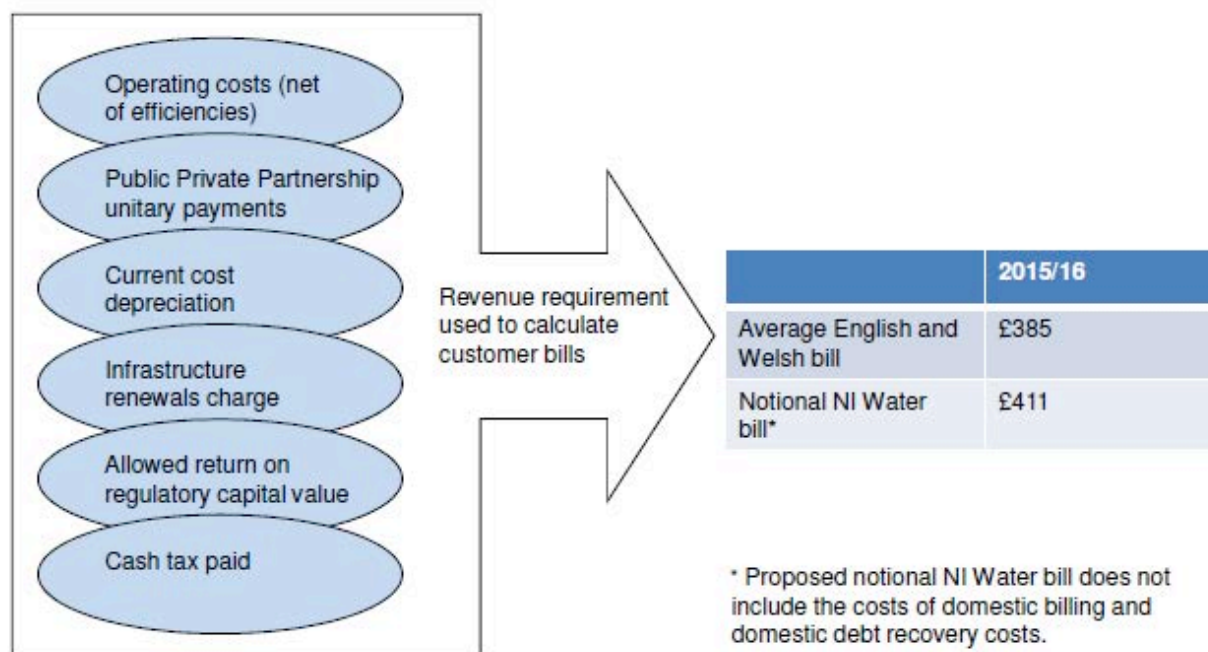 Operating costs (net
of efficiencies)
Public Private Partnership
unitary payments
Current cost
depreciation
Infrastructure
renewals charge
Allowed return on
regulatory capital value
Cash tax paid
Revenue requirement
used to calculate
customer bills
2015/16
Average English and £385
Welsh bill
Notional NI Water £411
bill*
* Proposed notional NI Water bill does not
include the costs of domestic billing and
domestic debt recovery costs.